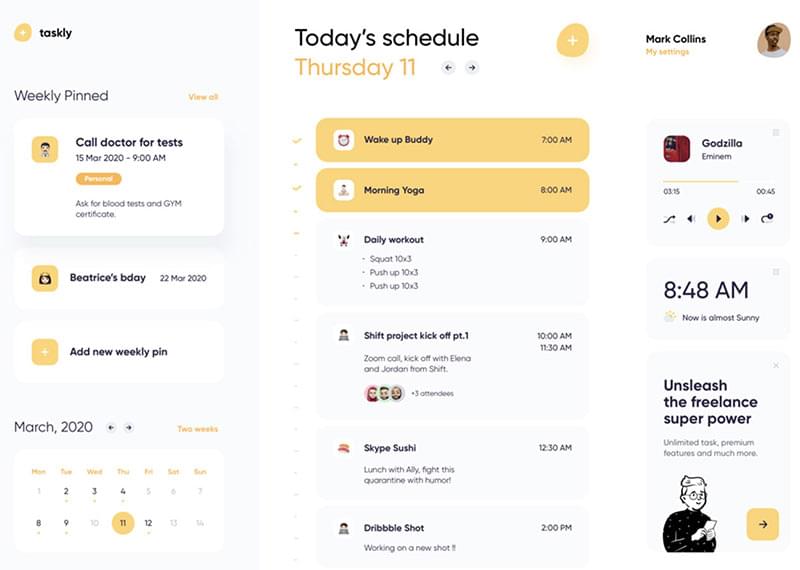 taskly
Weekly Pinned
View all
Call doctor for tests
15 Mar 2020 - 9:00 AM
Personal
Ask for blood tests and GYM
certificate.
Beatrice's bday 22 Mar 2020
Add new weekly pin
March, 2020
Two weeks
Mon Tue Wed Thu Fri Sat Sun
1 2 3 4 5 6 7
8 9 10 11 12 13 14
Today's schedule
Thursday 11
Wake up Buddy 7:00 AM
Morning Yoga 8:00 AM
Daily workout 9:00 AM
- Squat 10x3
- Push up 10x3
- Push up 10x3
Shift project kick off pt.1 10:00 AM
11:30 AM
Zoom call, kick off with Elena
and Jordan from Shift.
+3 attendees
Skype Sushi 12:30 AM
Lunch with Ally, fight this
quarantine with humor!
Dribbble Shot 2:00 PM
Working on a new shot !!
Mark Collins
My settings
Godzilla
Eminem
03:15 00:45
8:48 AM
Now is almost Sunny
Unsleash
the freelance
super power
Unlimited task, premium
features and much more.